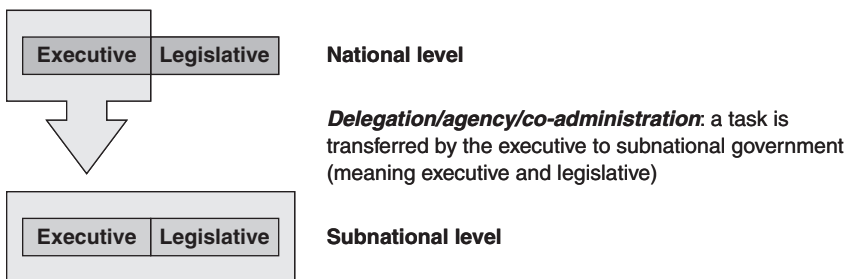 Executive Legislative National level
Delegation/agency/co-administration: a task is
transferred by the executive to subnational government
(meaning executive and legislative)
Executive Legislative Subnational level